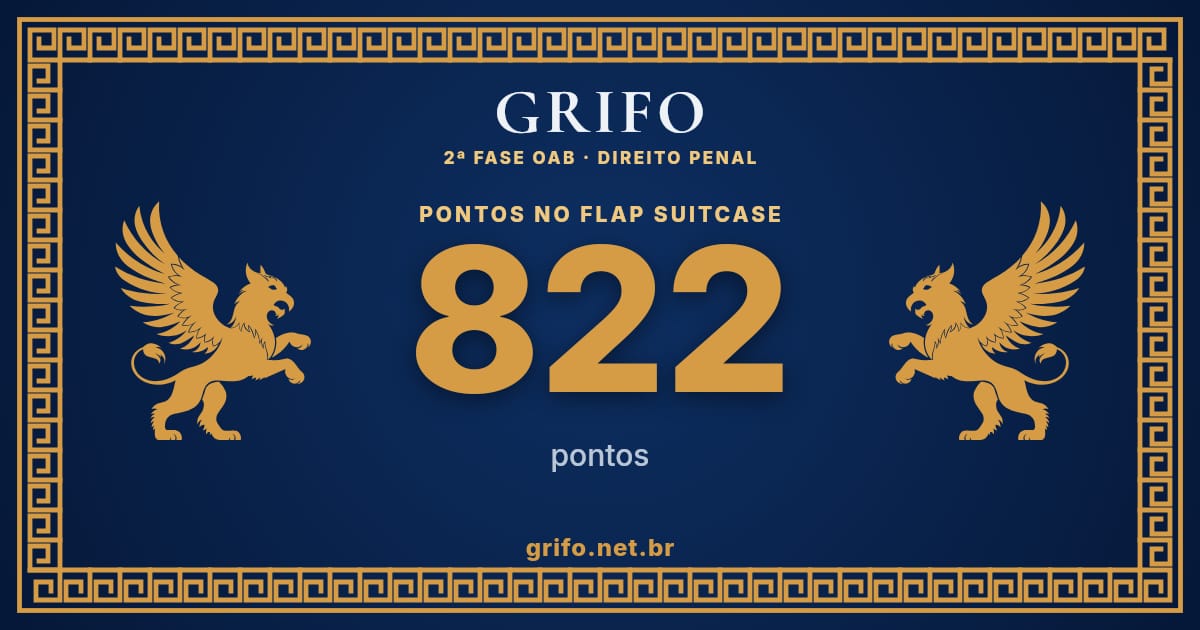 GRIFO
2ª FASE OAB · DIREITO PENAL
PONTOS NO FLAP SUITCASE
822
pontos
grifo.net.br